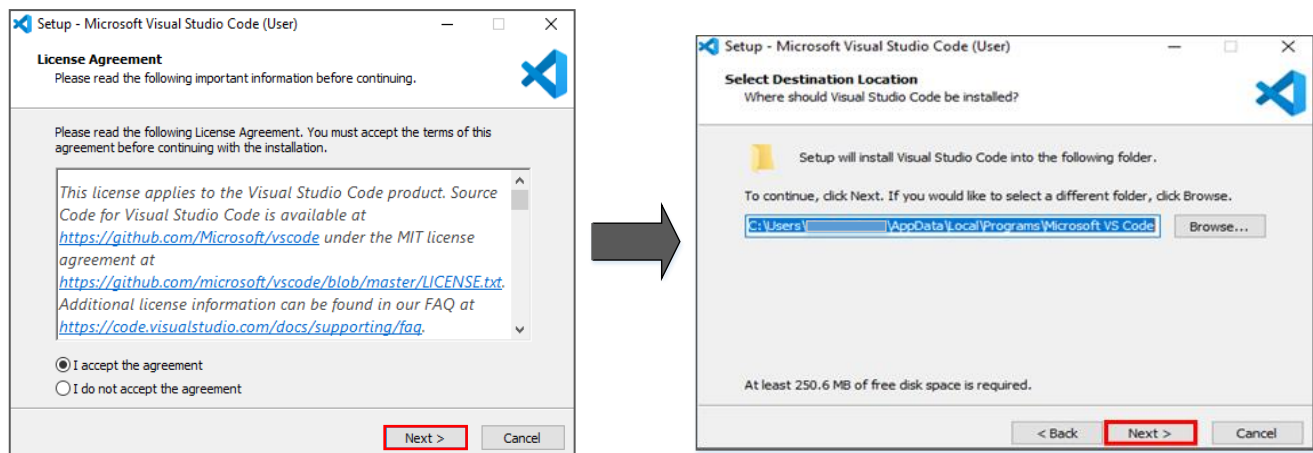 Setup - Microsoft Visual Studio Code (User)
License Agreement
Please read the following important information before continuing.
Please read the following License Agreement. You must accept the terms of this
agreement before continuing with the installation.
This license applies to the Visual Studio Code product. Source
Code for Visual Studio Code is available at
https://github.com/Microsoft/vscode under the MIT license
agreement at
https://github.com/microsoft/vscode/blob/master/LICENSE.txt.
Additional license information can be found in our FAQ at
https://code.visualstudio.com/docs/supporting/faq.
I accept the agreement
I do not accept the agreement
Next >
Cancel
Setup - Microsoft Visual Studio Code (User)
Select Destination Location
Where should Visual Studio Code be installed?
Setup will install Visual Studio Code into the following folder.
To continue, click Next. If you would like to select a different folder, click Browse.
C:\Users\ \AppData\Local\Programs\Microsoft VS Code
Browse...
At least 250.6 MB of free disk space is required.
< Back
Next >
Cancel